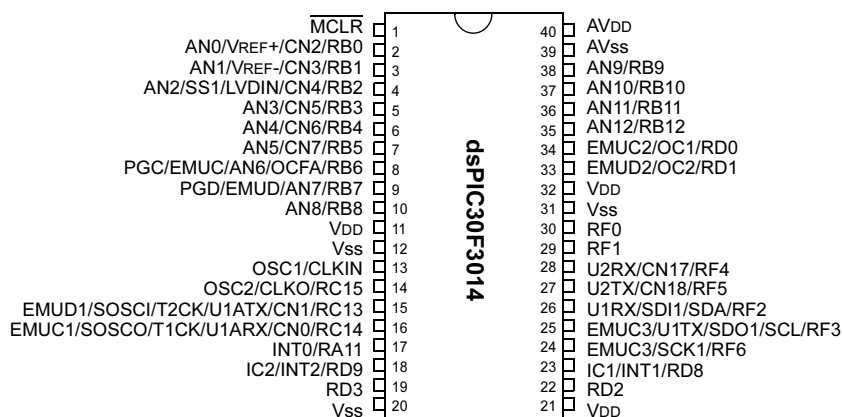 MCLR 1 40 AVDD
AN0/VREF+/CN2/RB0 2 39 AVss
AN1/VREF-/CN3/RB1 3 38 AN9/RB9
AN2/SS1/LVDIN/CN4/RB2 4 37 AN10/RB10
AN3/CN5/RB3 5 36 AN11/RB11
AN4/CN6/RB4 6 35 AN12/RB12
AN5/CN7/RB5 7 34 EMUC2/OC1/RD0
PGC/EMUC/AN6/OCFA/RB6 8 33 EMUD2/OC2/RD1
PGD/EMUD/AN7/RB7 9 32 VDD
AN8/RB8 10 31 Vss
VDD 11 30 RF0
Vss 12 29 RF1
OSC1/CLKIN 13 28 U2RX/CN17/RF4
OSC2/CLKO/RC15 14 27 U2TX/CN18/RF5
EMUD1/SOSCI/T2CK/U1ATX/CN1/RC13 15 26 U1RX/SDI1/SDA/RF2
EMUC1/SOSCO/T1CK/U1ARX/CN0/RC14 16 25 EMUC3/U1TX/SDO1/SCL/RF3
INT0/RA11 17 24 EMUC3/SCK1/RF6
IC2/INT2/RD9 18 23 IC1/INT1/RD8
RD3 19 22 RD2
Vss 20 21 VDD
dsPIC30F3014